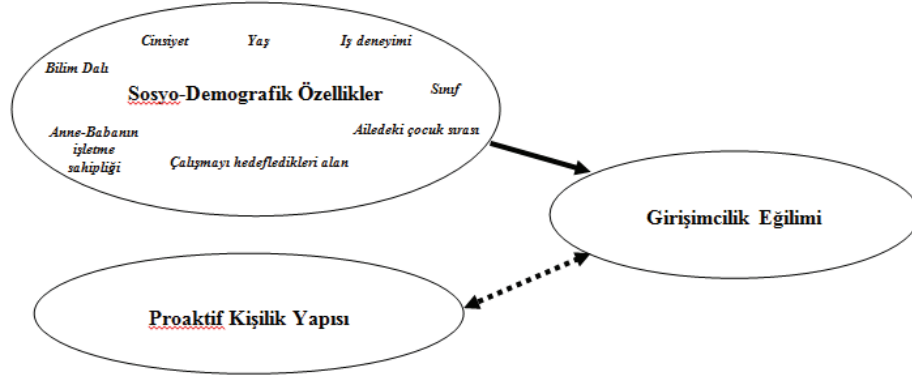 Cinsiyet Yaş Iş deneyimi
Bilim Dalı
Sosyo-Demografik Özellikler
Sınıf
Anne-Babanın
işletme
sahipliği
Ailedeki çocuk sırası
Çalışmayı hedefledikleri alan
Girişimcilik Eğilimi
Proaktif Kişilik Yapısı